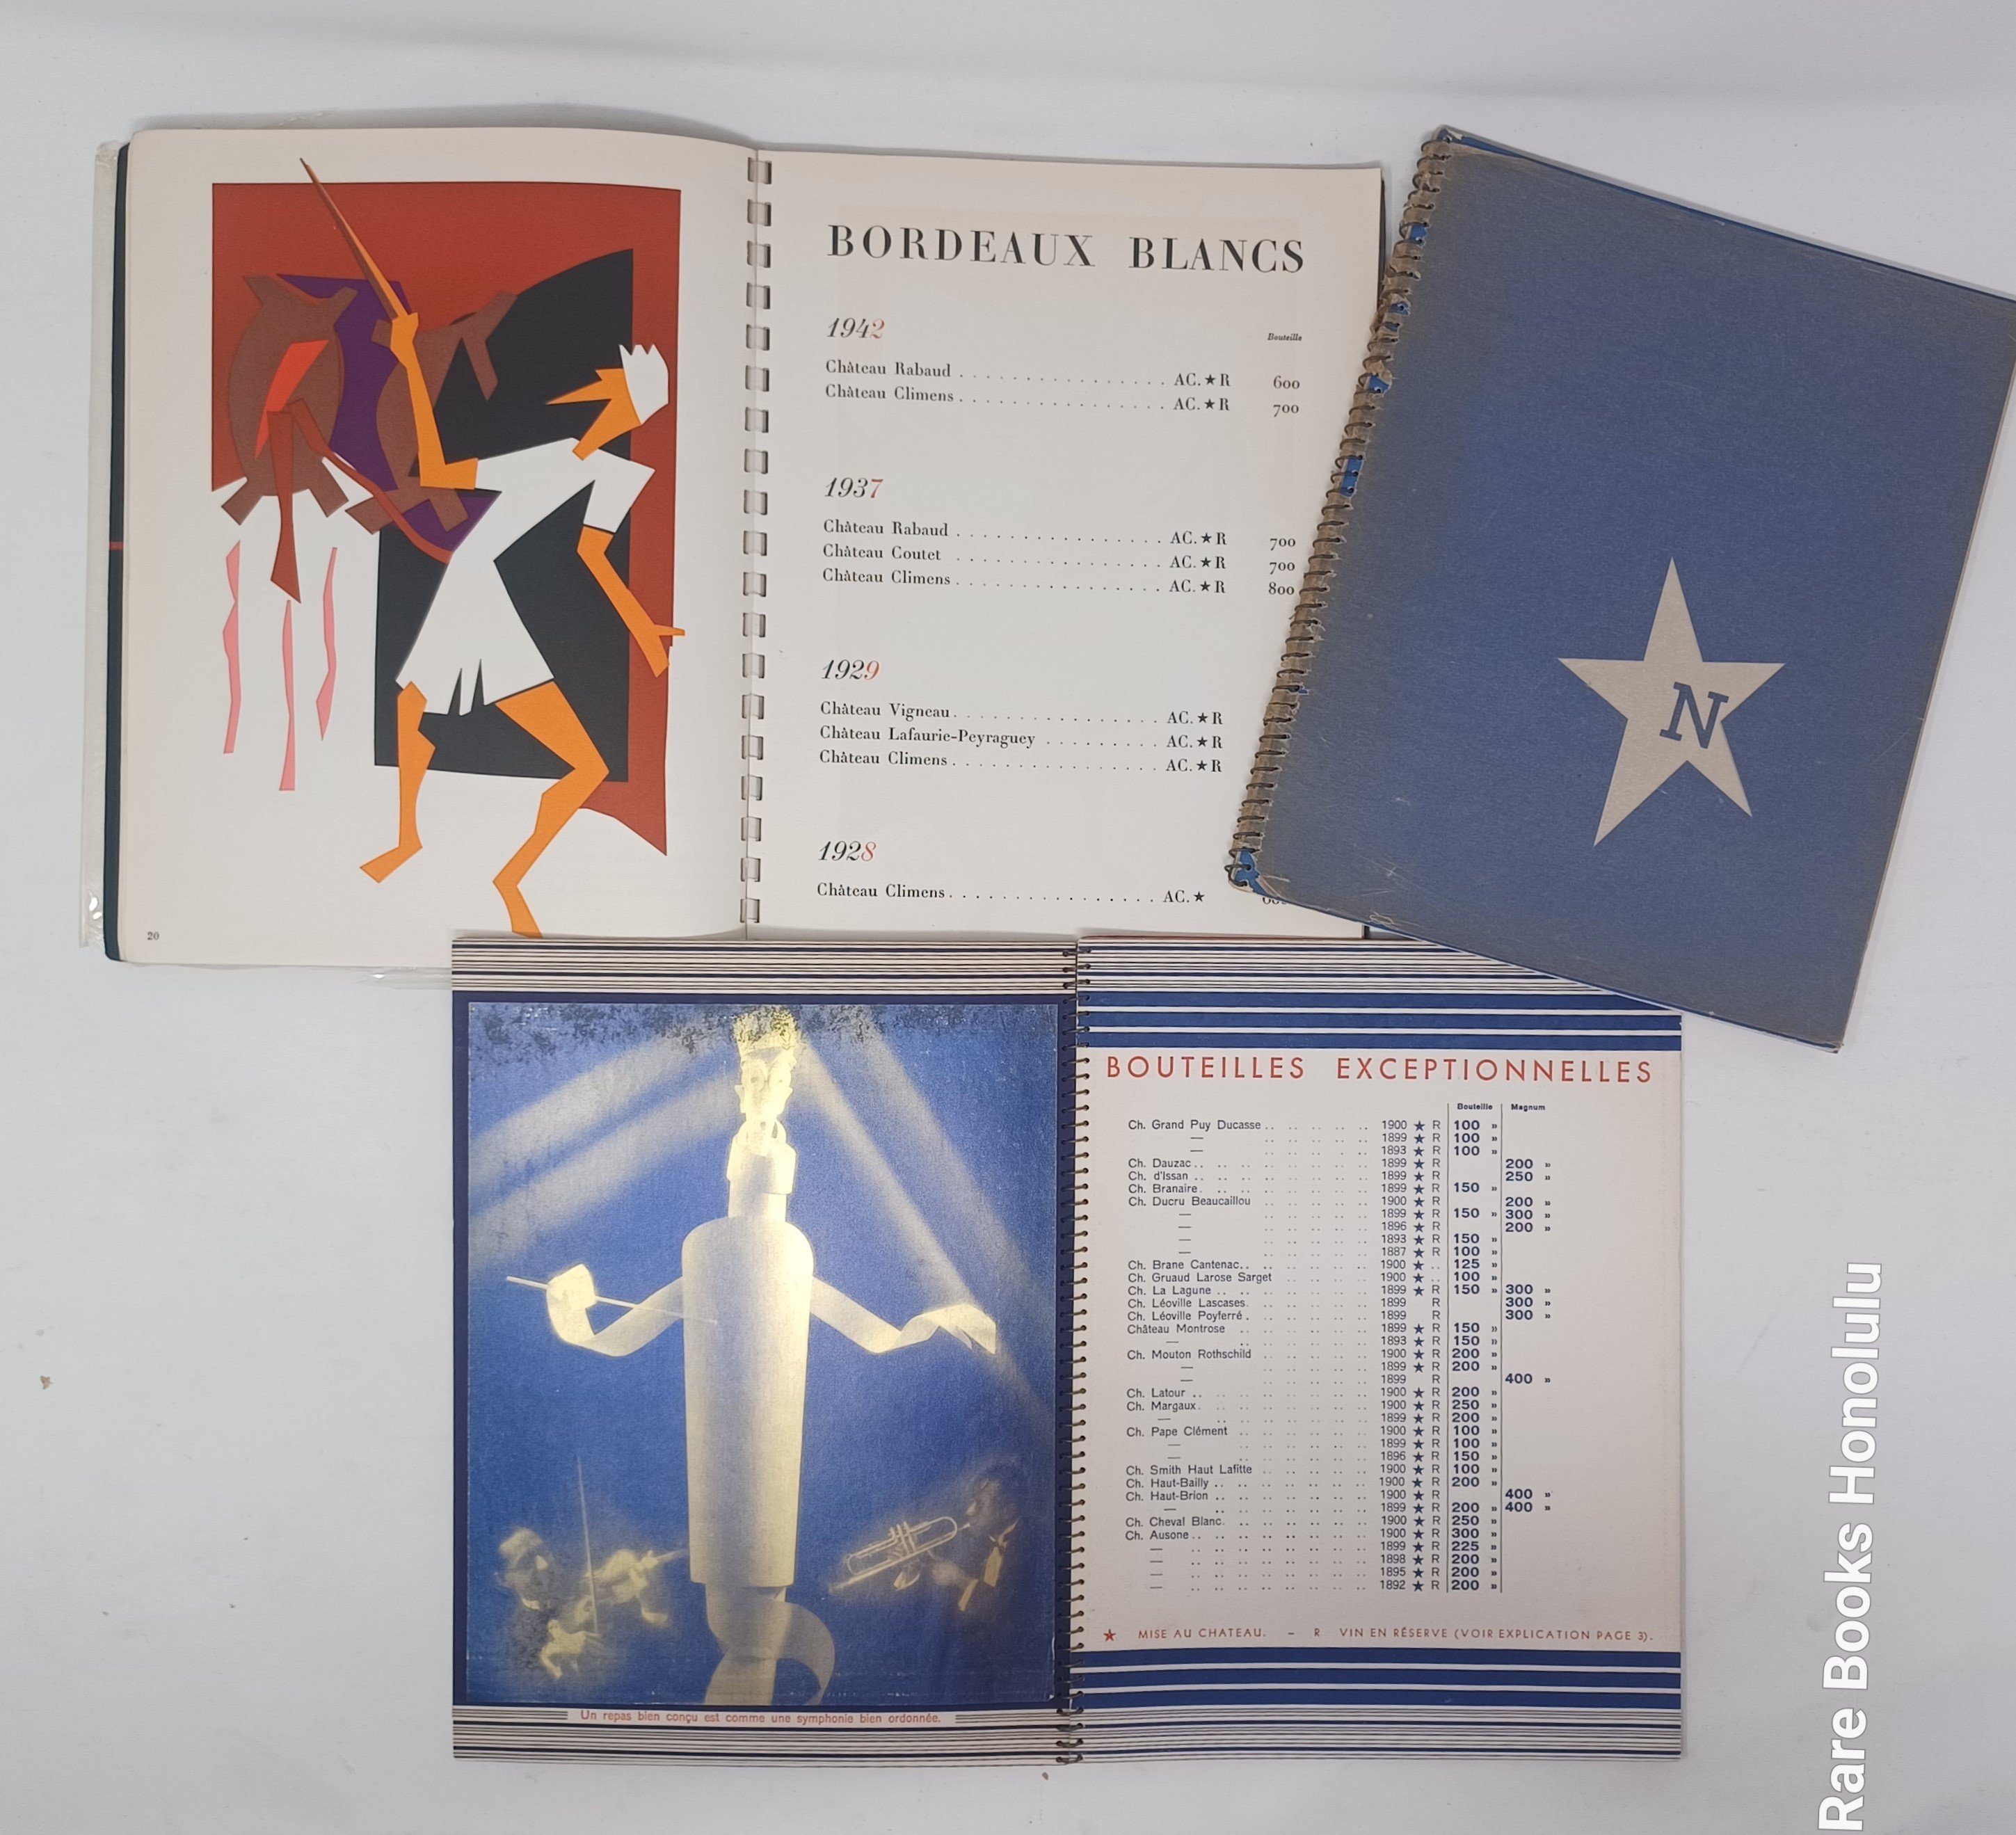 BORDEAUX BLANCS
1942
Bouteille
Château Rabaud . . . . . . . . . . . . . . . . AC. ★ R 600
Château Climens . . . . . . . . . . . . . . . . AC. ★ R 700
1937
Château Rabaud . . . . . . . . . . . . . . . . AC. ★ R 700
Château Coutet . . . . . . . . . . . . . . . . AC. ★ R 700
Château Climens . . . . . . . . . . . . . . . . AC. ★ R 800
1929
Château Vigneau . . . . . . . . . . . . . . . . AC. ★ R
Château Lafaurie-Peyraguey . . . . . . . . . AC. ★ R
Château Climens . . . . . . . . . . . . . . . . AC. ★ R
1928
Château Climens . . . . . . . . . . . . . . . . AC. ★
20
N
BOUTEILLES EXCEPTIONNELLES
Bouteille Magnum
Ch. Grand Puy Ducasse .. .. .. .. .. 1900 ★ R 100 »
— .. .. .. .. .. 1899 ★ R 100 »
— .. .. .. .. .. 1893 ★ R 100 »
Ch. Dauzac .. .. .. .. .. .. .. 1899 ★ R 200 »
Ch. d'Issan .. .. .. .. .. .. .. 1899 ★ R 250 »
Ch. Branaire. .. .. .. .. .. .. 1899 ★ R 150 »
Ch. Ducru Beaucaillou .. .. .. .. .. 1900 ★ R 200 »
— .. .. .. .. .. 1899 ★ R 150 » 300 »
— .. .. .. .. .. 1896 ★ R 200 »
— .. .. .. .. .. 1893 ★ R 150 »
— .. .. .. .. .. 1887 ★ R 100 »
Ch. Brane Cantenac.. .. .. .. .. .. 1900 ★ .. 125 »
Ch. Gruaud Larose Sarget .. .. .. .. 1900 ★ .. 100 »
Ch. La Lagune .. .. .. .. .. .. 1899 ★ R 150 » 300 »
Ch. Léoville Lascases. .. .. .. .. .. 1899 R 300 »
Ch. Léoville Poyferré . .. .. .. .. .. 1899 R 300 »
Château Montrose .. .. .. .. .. .. 1899 ★ R 150 »
— .. .. .. .. .. .. 1893 ★ R 150 »
Ch. Mouton Rothschild .. .. .. .. .. 1900 ★ R 200 »
— .. .. .. .. .. 1899 ★ R 200 »
— .. .. .. .. .. 1899 R 400 »
Ch. Latour .. .. .. .. .. .. .. 1900 ★ R 200 »
Ch. Margaux. .. .. .. .. .. .. 1900 ★ R 250 »
— .. .. .. .. .. .. 1899 ★ R 200 »
Ch. Pape Clément .. .. .. .. .. .. 1900 ★ R 100 »
— .. .. .. .. .. .. 1899 ★ R 100 »
— .. .. .. .. .. .. 1896 ★ R 150 »
Ch. Smith Haut Lafitte .. .. .. .. .. 1900 ★ R 100 »
Ch. Haut-Bailly .. .. .. .. .. .. 1900 ★ R 200 »
Ch. Haut-Brion .. .. .. .. .. .. 1900 ★ R 400 »
— .. .. .. .. .. .. 1899 ★ R 200 » 400 »
Ch. Cheval Blanc. .. .. .. .. .. .. 1900 ★ R 250 »
Ch. Ausone .. .. .. .. .. .. .. 1900 ★ R 300 »
— .. .. .. .. .. .. .. 1899 ★ R 225 »
— .. .. .. .. .. .. .. 1898 ★ R 200 »
— .. .. .. .. .. .. .. 1895 ★ R 200 »
— .. .. .. .. .. .. .. 1892 ★ R 200 »
★ MISE AU CHATEAU. – R VIN EN RÉSERVE (VOIR EXPLICATION PAGE 3).
Un repas bien conçu est comme une symphonie bien ordonnée.
Rare Books Honolulu